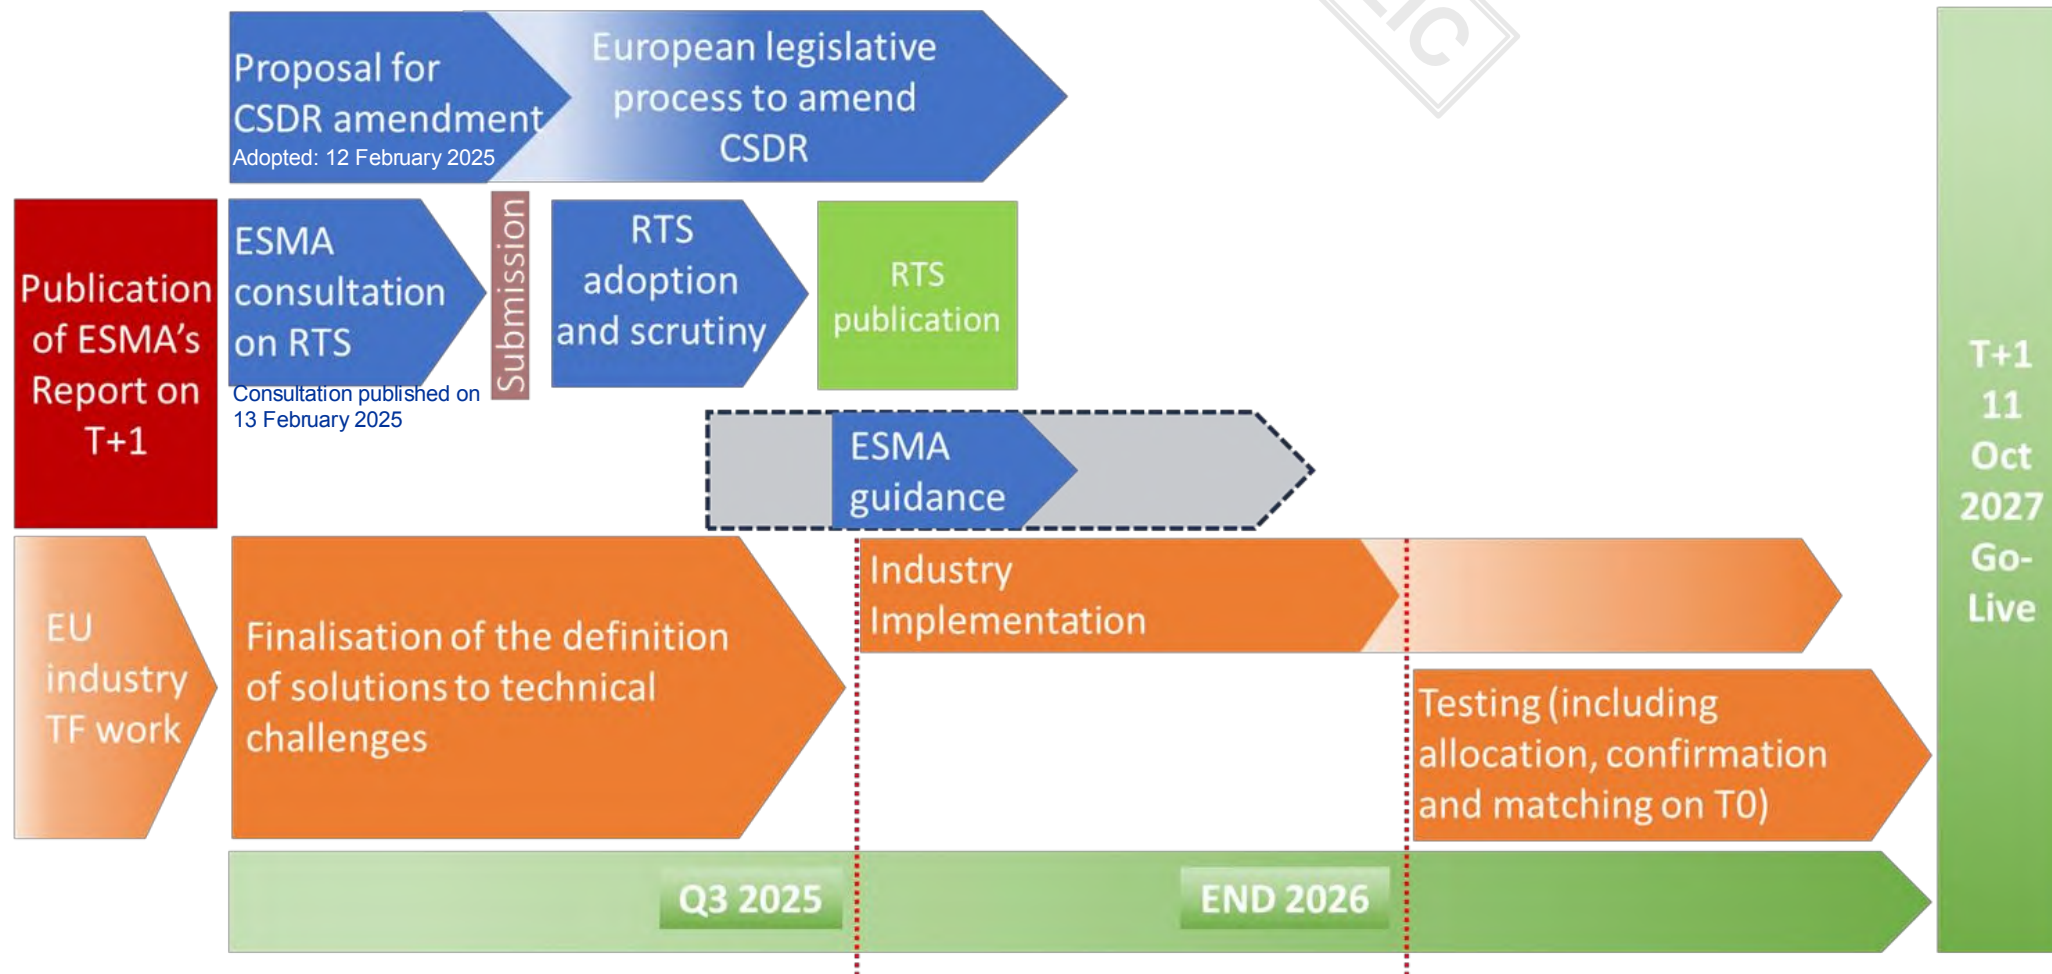 LIC
Proposal for
CSDR amendment
Adopted: 12 February 2025
European legislative
process to amend
CSDR
Publication
of ESMA's
Report on
T+1
ESMA
consultation
on RTS
Consultation published on
13 February 2025
Submission
RTS
adoption
and scrutiny
RTS
publication
ESMA
guidance
EU
industry
TF work
Finalisation of the definition
of solutions to technical
challenges
Industry
Implementation
Testing (including
allocation, confirmation
and matching on T0)
Q3 2025
END 2026
T+1
11
Oct
2027
Go-
Live